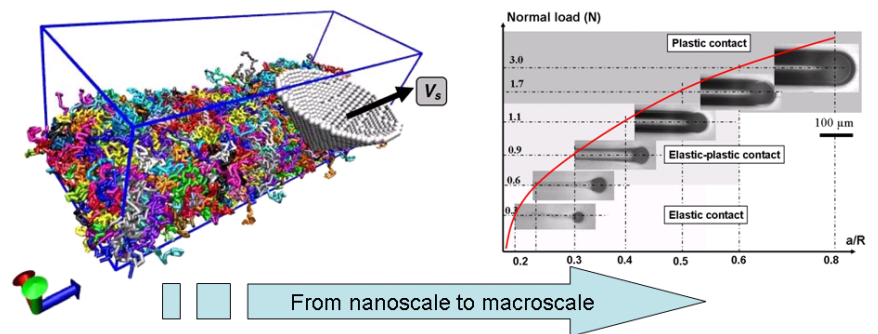 Normal load (N)
Plastic contact
3.0
1.7
1.1
100 µm
0.9
Elastic-plastic contact
0.6
Elastic contact
a/R
0.2
0.3
0.4
0.5
0.6
0.8
Vs
From nanoscale to macroscale